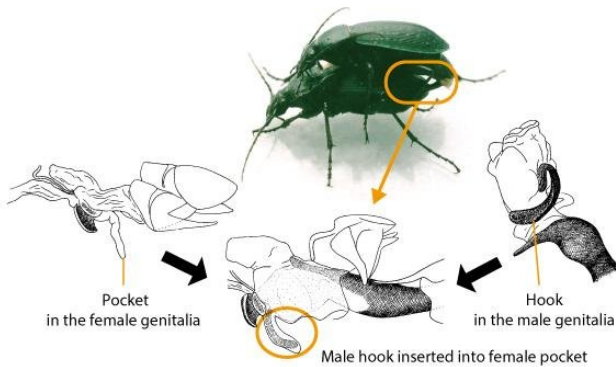 Pocket
in the female genitalia
Hook
in the male genitalia
Male hook inserted into female pocket